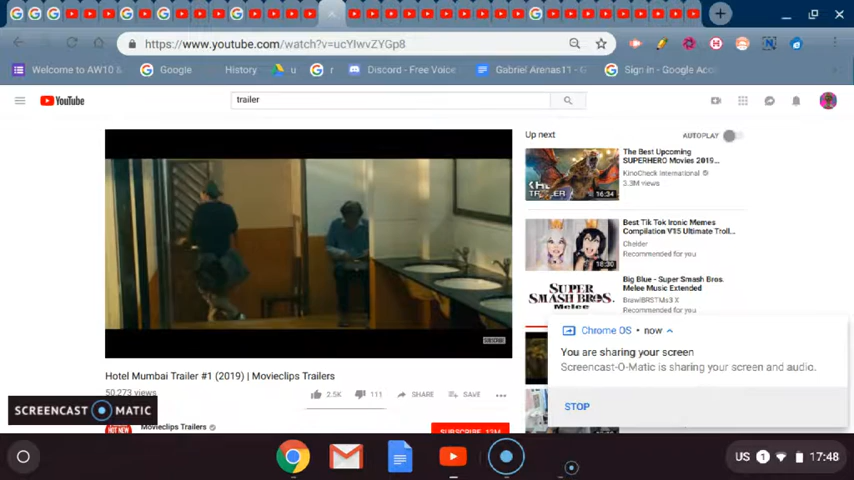 https://www.youtube.com/watch?v=ucYIwvZYGp8
Welcome to AW10 &
Google
History
u
r
Discord - Free Voice
Gabriel Arenas11 - G
Sign in - Google Acc
YouTube
trailer
Up next
AUTOPLAY
The Best Upcoming
SUPERHERO Movies 2019...
KinoCheck International
3.3M views
TRAILER
16:34
Best Tik Tok Ironic Memes
Compilation V15 Ultimate Troll...
Cheider
Recommended for you
18:30
Big Blue - Super Smash Bros.
Melee Music Extended
BrawlBRSTMs3 X
Recommended for you
SUPER
SMASH BROS.
Melee
Chrome OS • now
You are sharing your screen
Screencast-O-Matic is sharing your screen and audio.
STOP
Hotel Mumbai Trailer #1 (2019) | Movieclips Trailers
50,273 views
2.5K
111
SHARE
SAVE
SCREENCAST MATIC
HOT NEW
Movieclips Trailers
SUBSCRIBE 13M
US
1
17:48